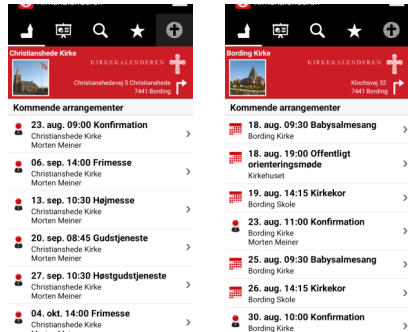 Christianshede Kirke
KIRKEKALENDEREN
Christianshedevej 5 Christianshede
7441 Bording
Kommende arrangementer
23. aug. 09:00 Konfirmation
Christianshede Kirke
Morten Meiner
06. sep. 14:00 Frimesse
Christianshede Kirke
Morten Meiner
13. sep. 10:30 Højmesse
Christianshede Kirke
Morten Meiner
20. sep. 08:45 Gudstjeneste
Christianshede Kirke
Morten Meiner
27. sep. 10:30 Høstgudstjeneste
Christianshede Kirke
Morten Meiner
04. okt. 14:00 Frimesse
Christianshede Kirke
Bording Kirke
KIRKEKALENDEREN
Klochsvej 32
7441 Bording
Kommende arrangementer
18. aug. 09:30 Babysalmesang
Bording Kirke
18. aug. 19:00 Offentligt
orienteringsmøde
Kirkehuset
19. aug. 14:15 Kirkekor
Bording Skole
23. aug. 11:00 Konfirmation
Bording Kirke
Morten Meiner
25. aug. 09:30 Babysalmesang
Bording Kirke
26. aug. 14:15 Kirkekor
Bording Skole
30. aug. 10:00 Konfirmation
Bording Kirke